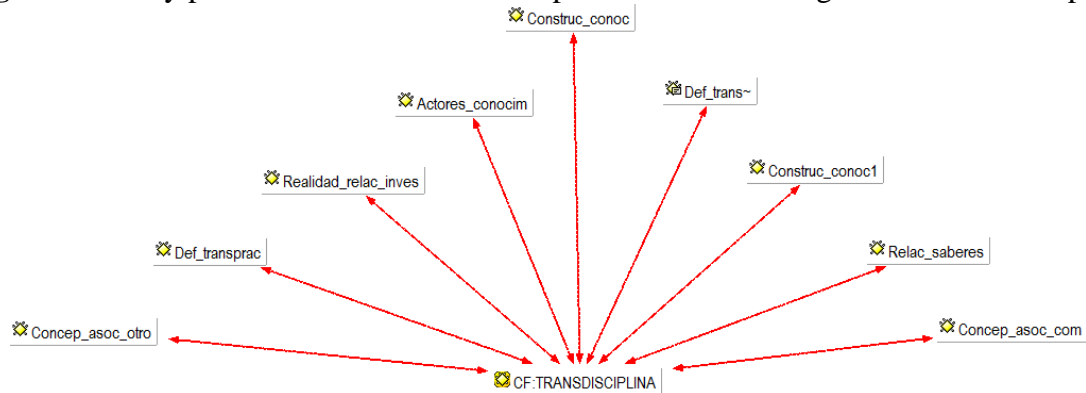 Construc_conoc
Def_trans~
Actores_conocim
Construc_conoc1
Realidad_relac_inves
Def_transprac
Relac_saberes
Concep_asoc_otro
Concep_asoc_com
CF:TRANSDISCIPLINA